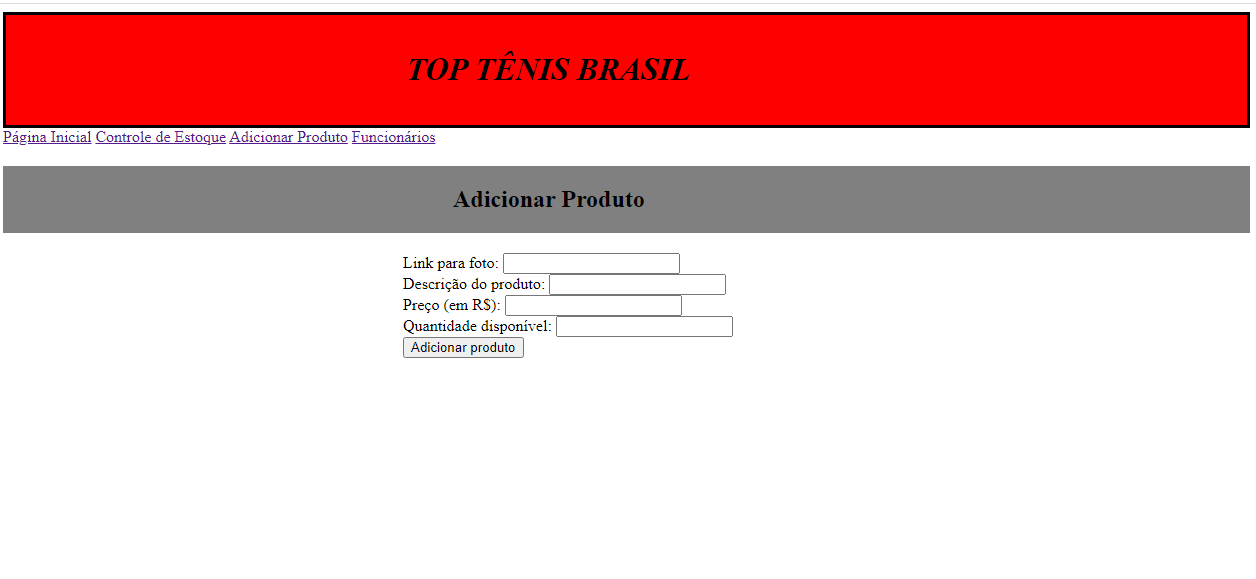 TOP TÊNIS BRASIL
Página Inicial Controle de Estoque Adicionar Produto Funcionários
Adicionar Produto
Link para foto:
Descrição do produto:
Preço (em R$):
Quantidade disponível:
Adicionar produto